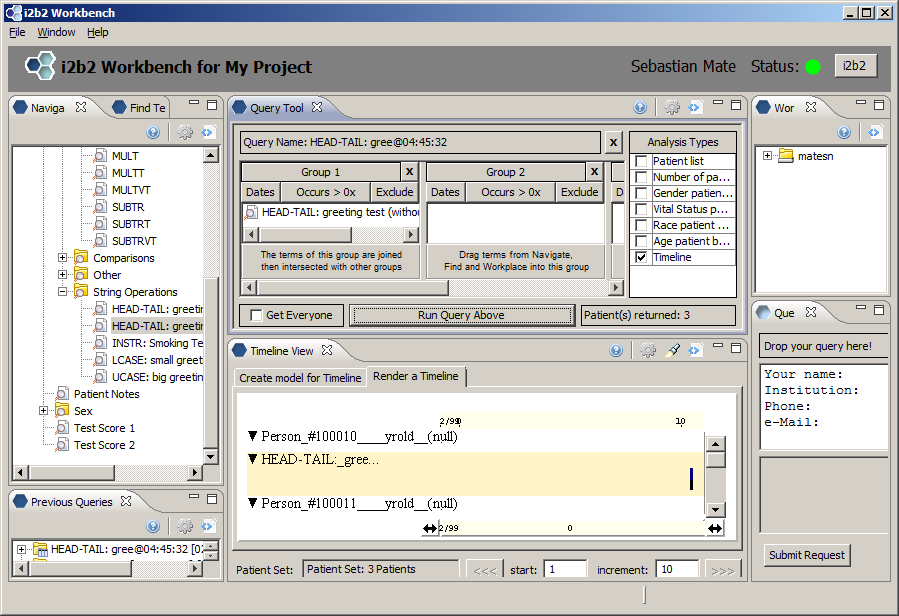 i2b2 Workbench
File Window Help
i2b2 Workbench for My Project
Sebastian Mate Status: i2b2
Naviga
Find Te
MULT
MULTT
MULTVT
SUBTR
SUBTRT
SUBTRVT
Comparisons
Other
String Operations
HEAD-TAIL: greetin
HEAD-TAIL: greetir
INSTR: Smoking Te
LCASE: small greet
UCASE: big greeting
Patient Notes
Sex
Test Score 1
Test Score 2
Previous Queries
HEAD-TAIL: gree@04:45:32 [02
Query Tool
Query Name: HEAD-TAIL: gree@04:45:32 x
Group 1 x
Dates Occurs > 0x Exclude
HEAD-TAIL: greeting test (withou
The terms of this group are joined
then intersected with other groups
Group 2 x
Dates Occurs > 0x Exclude
Drag terms from Navigate,
Find and Workplace into this group
D
Analysis Types
Patient list
Number of pa...
Gender patien...
Vital Status p...
Race patient ...
Age patient b...
Timeline
Get Everyone Run Query Above Patient(s) returned: 3
Timeline View
Create model for Timeline Render a Timeline
2/99 10
Person_#100010____yrold__(null)
HEAD-TAIL:_gree...
Person_#100011____yrold__(null)
2/99 0
Patient Set: Patient Set: 3 Patients <<< start: 1 increment: 10 >>>
Wor
matesn
Que
Drop your query here!
Your name:
Institution:
Phone:
e-Mail:
Submit Request